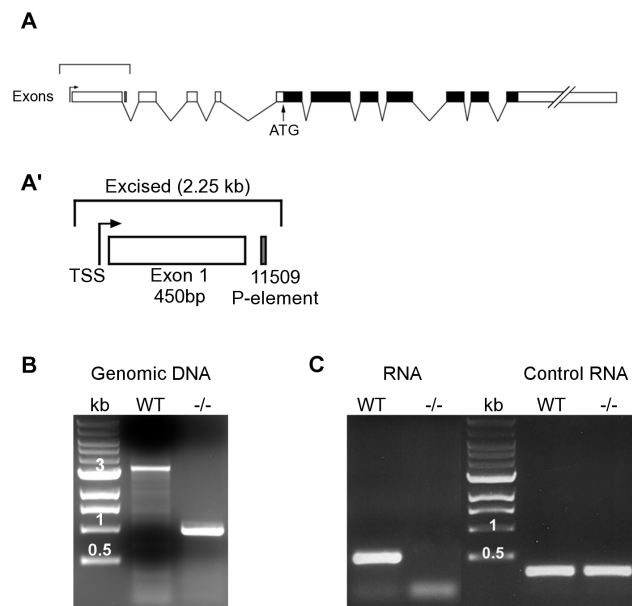 A
Exons
ATG
A'
Excised (2.25 kb)
TSS
Exon 1
450bp
11509
P-element
B
Genomic DNA
kb WT -/-
3
1
0.5
C
RNA
Control RNA
WT -/- kb WT -/-
1
0.5